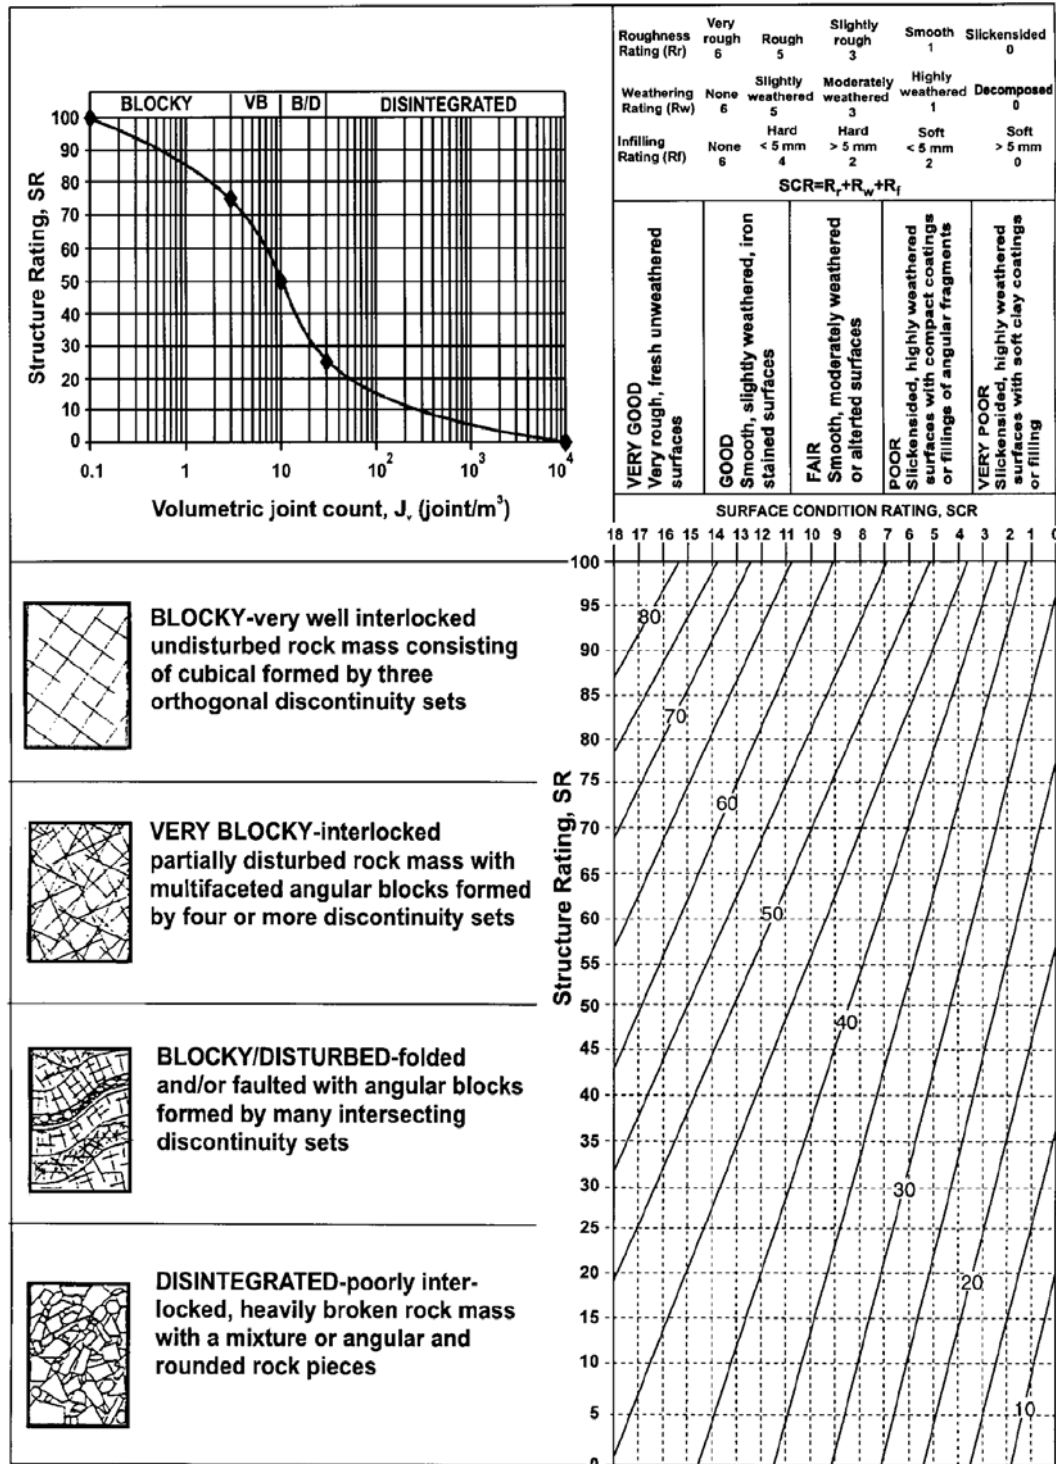 Roughness Rating (Rr)
Very rough 6
Rough 5
Slightly rough 3
Smooth 1
Slickensided 0
Weathering Rating (Rw)
None 6
Slightly weathered 5
Moderately weathered 3
Highly weathered 1
Decomposed 0
Infilling Rating (Rf)
None 6
Hard < 5 mm 4
Hard > 5 mm 2
Soft < 5 mm 2
Soft > 5 mm 0
SCR=Rr+Rw+Rf
BLOCKY VB B/D DISINTEGRATED
Structure Rating, SR
100
90
80
70
60
50
40
30
20
10
0
0.1 1 10 10² 10³ 10⁴
Volumetric joint count, Jv (joint/m³)
VERY GOOD
Very rough, fresh unweathered
surfaces
GOOD
Smooth, slightly weathered, iron
stained surfaces
FAIR
Smooth, moderately weathered
or alterted surfaces
POOR
Slickensided, highly weathered
surfaces with compact coatings
or fillings of angular fragments
VERY POOR
Slickensided, highly weathered
surfaces with soft clay coatings
or filling
SURFACE CONDITION RATING, SCR
18 17 16 15 14 13 12 11 10 9 8 7 6 5 4 3 2 1 0
BLOCKY-very well interlocked
undisturbed rock mass consisting
of cubical formed by three
orthogonal discontinuity sets
VERY BLOCKY-interlocked
partially disturbed rock mass with
multifaceted angular blocks formed
by four or more discontinuity sets
BLOCKY/DISTURBED-folded
and/or faulted with angular blocks
formed by many intersecting
discontinuity sets
DISINTEGRATED-poorly inter-
locked, heavily broken rock mass
with a mixture or angular and
rounded rock pieces
Structure Rating, SR
100
95
90
85
80
75
70
65
60
55
50
45
40
35
30
25
20
15
10
5
0
80
70
60
50
40
30
20
10